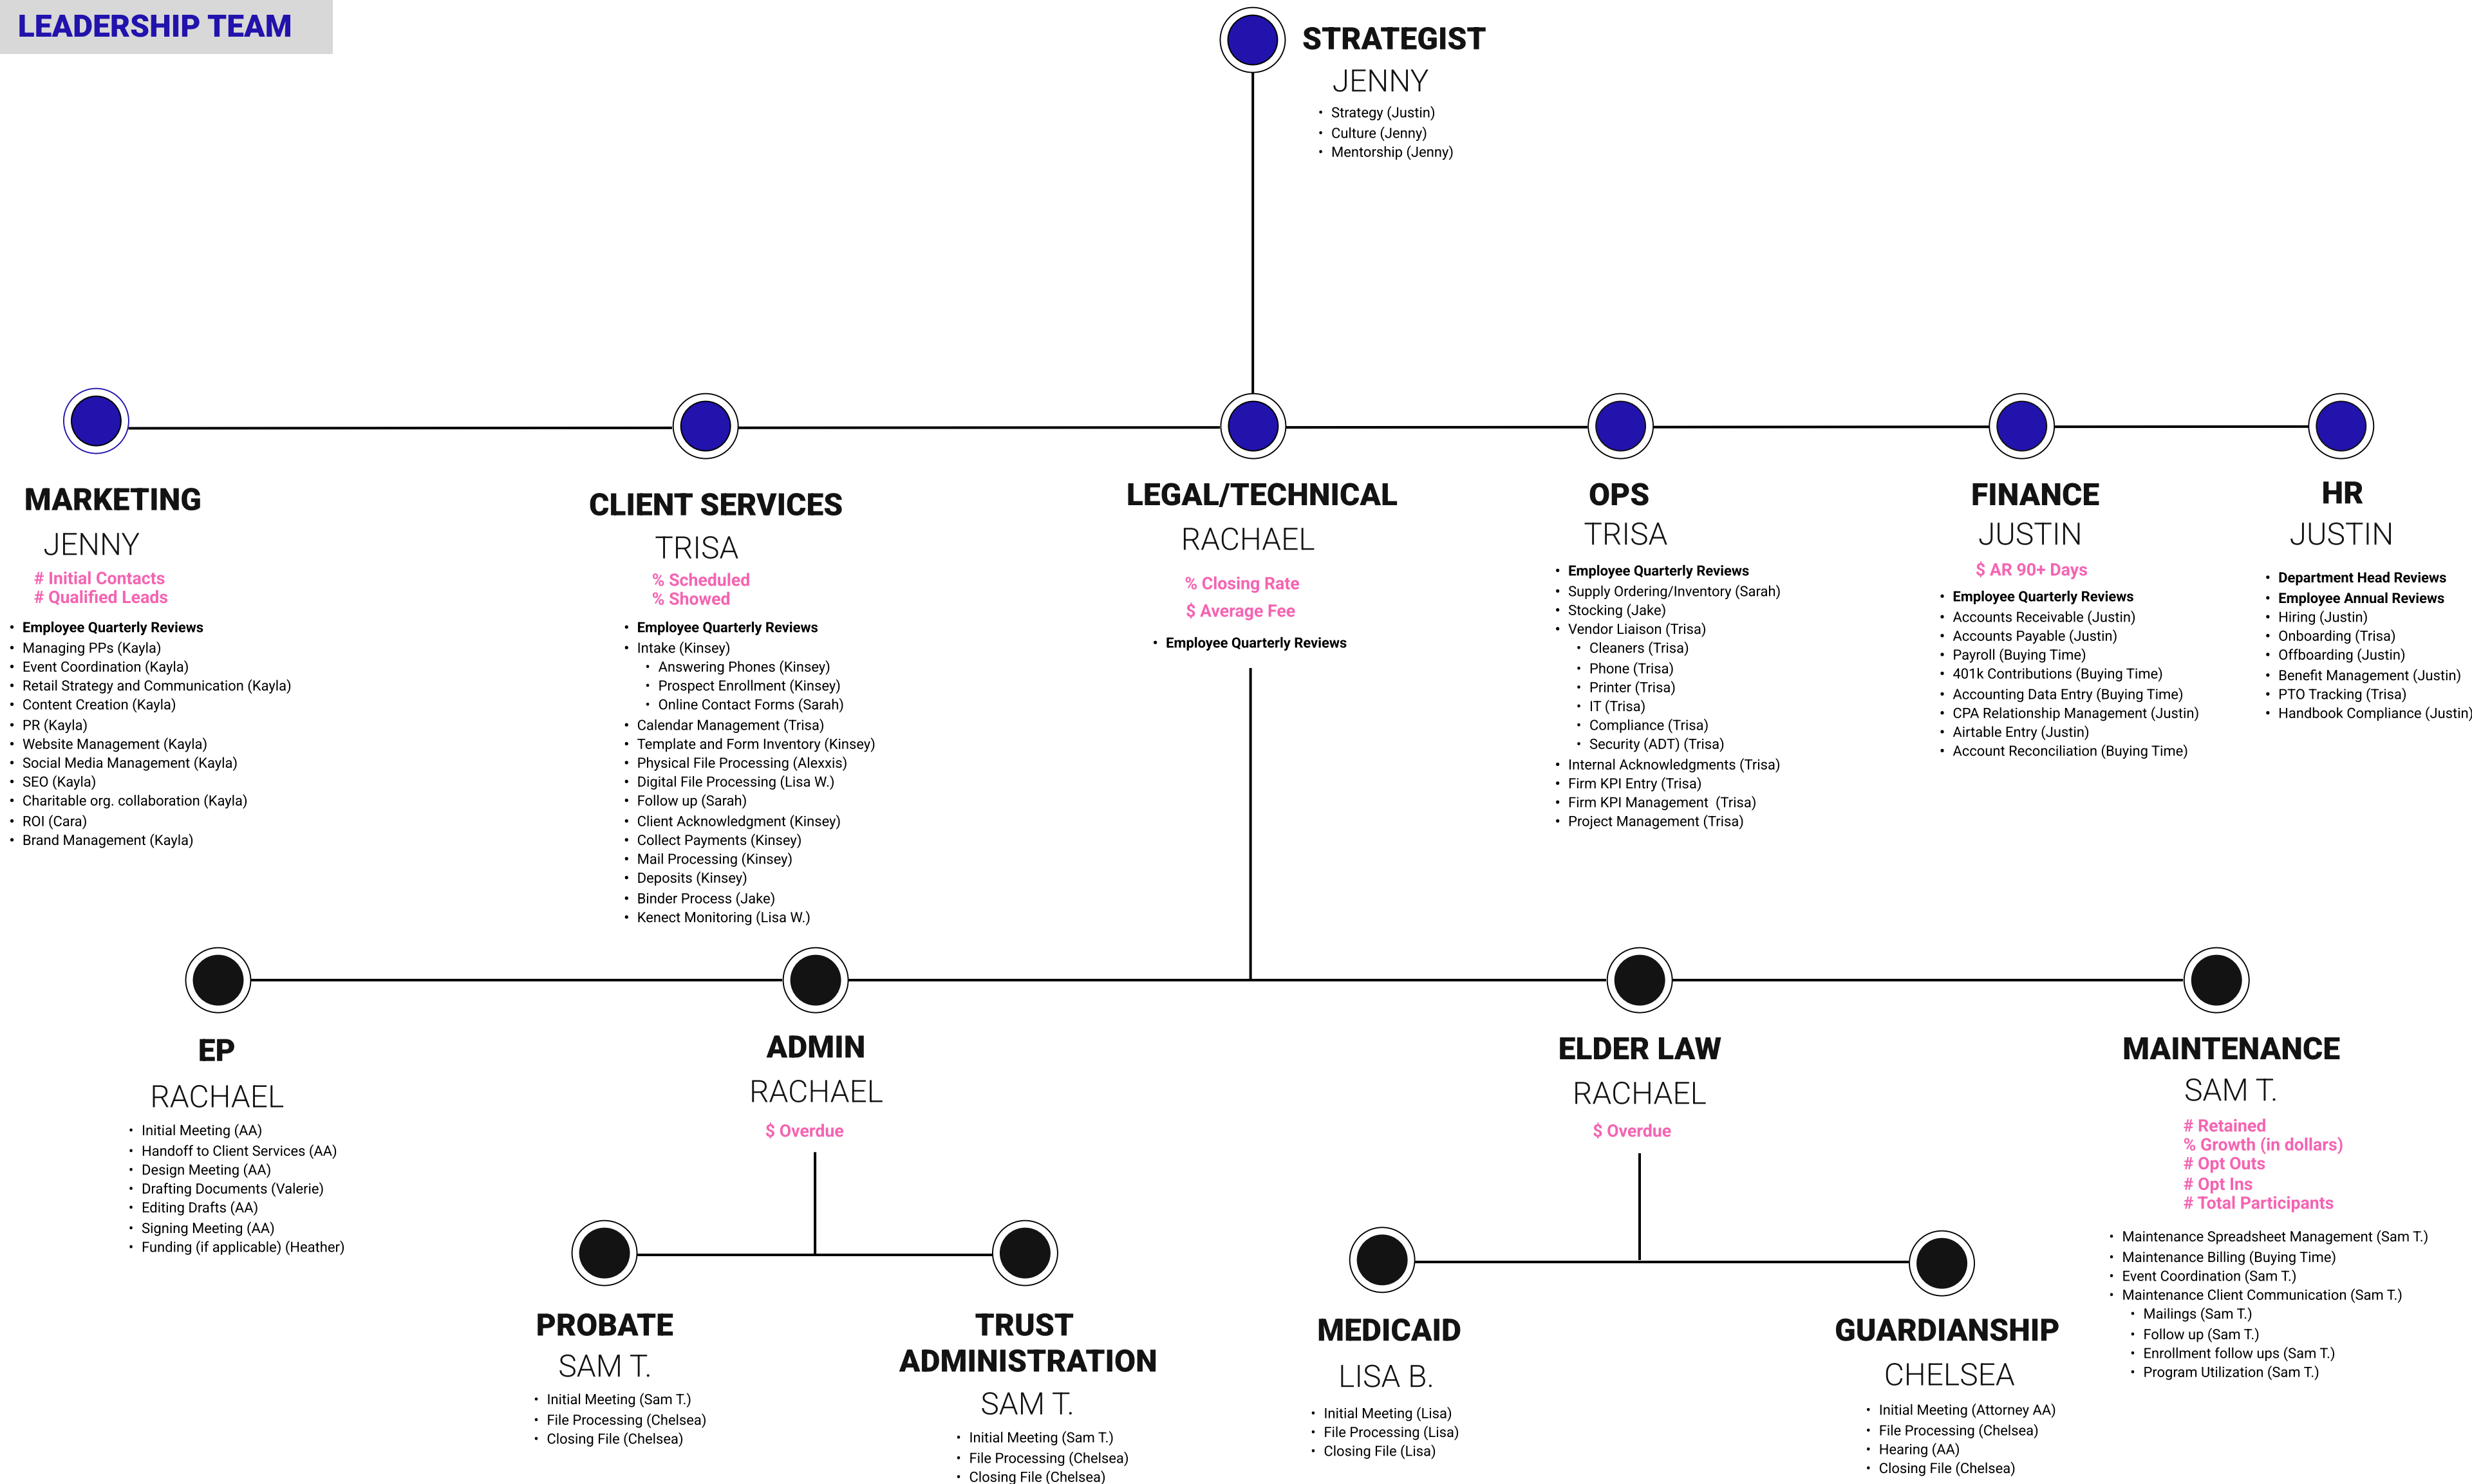 LEADERSHIP TEAM
STRATEGIST
JENNY
• Strategy (Justin)
• Culture (Jenny)
• Mentorship (Jenny)
MARKETING
JENNY
# Initial Contacts
# Qualified Leads
• Employee Quarterly Reviews
• Managing PPs (Kayla)
• Event Coordination (Kayla)
• Retail Strategy and Communication (Kayla)
• Content Creation (Kayla)
• PR (Kayla)
• Website Management (Kayla)
• Social Media Management (Kayla)
• SEO (Kayla)
• Charitable org. collaboration (Kayla)
• ROI (Cara)
• Brand Management (Kayla)
CLIENT SERVICES
TRISA
% Scheduled
% Showed
• Employee Quarterly Reviews
• Intake (Kinsey)
• Answering Phones (Kinsey)
• Prospect Enrollment (Kinsey)
• Online Contact Forms (Sarah)
• Calendar Management (Trisa)
• Template and Form Inventory (Kinsey)
• Physical File Processing (Alexxis)
• Digital File Processing (Lisa W.)
• Follow up (Sarah)
• Client Acknowledgment (Kinsey)
• Collect Payments (Kinsey)
• Mail Processing (Kinsey)
• Deposits (Kinsey)
• Binder Process (Jake)
• Kenect Monitoring (Lisa W.)
LEGAL/TECHNICAL
RACHAEL
% Closing Rate
$ Average Fee
• Employee Quarterly Reviews
OPS
TRISA
• Employee Quarterly Reviews
• Supply Ordering/Inventory (Sarah)
• Stocking (Jake)
• Vendor Liaison (Trisa)
• Cleaners (Trisa)
• Phone (Trisa)
• Printer (Trisa)
• IT (Trisa)
• Compliance (Trisa)
• Security (ADT) (Trisa)
• Internal Acknowledgments (Trisa)
• Firm KPI Entry (Trisa)
• Firm KPI Management (Trisa)
• Project Management (Trisa)
FINANCE
JUSTIN
$ AR 90+ Days
• Employee Quarterly Reviews
• Accounts Receivable (Justin)
• Accounts Payable (Justin)
• Payroll (Buying Time)
• 401k Contributions (Buying Time)
• Accounting Data Entry (Buying Time)
• CPA Relationship Management (Justin)
• Airtable Entry (Justin)
• Account Reconciliation (Buying Time)
HR
JUSTIN
• Department Head Reviews
• Employee Annual Reviews
• Hiring (Justin)
• Onboarding (Trisa)
• Offboarding (Justin)
• Benefit Management (Justin)
• PTO Tracking (Trisa)
• Handbook Compliance (Justin)
EP
RACHAEL
• Initial Meeting (AA)
• Handoff to Client Services (AA)
• Design Meeting (AA)
• Drafting Documents (Valerie)
• Editing Drafts (AA)
• Signing Meeting (AA)
• Funding (if applicable) (Heather)
ADMIN
RACHAEL
$ Overdue
ELDER LAW
RACHAEL
$ Overdue
MAINTENANCE
SAM T.
# Retained
% Growth (in dollars)
# Opt Outs
# Opt Ins
# Total Participants
• Maintenance Spreadsheet Management (Sam T.)
• Maintenance Billing (Buying Time)
• Event Coordination (Sam T.)
• Maintenance Client Communication (Sam T.)
• Mailings (Sam T.)
• Follow up (Sam T.)
• Enrollment follow ups (Sam T.)
• Program Utilization (Sam T.)
PROBATE
SAM T.
• Initial Meeting (Sam T.)
• File Processing (Chelsea)
• Closing File (Chelsea)
TRUST
ADMINISTRATION
SAM T.
• Initial Meeting (Sam T.)
• File Processing (Chelsea)
• Closing File (Chelsea)
MEDICAID
LISA B.
• Initial Meeting (Lisa)
• File Processing (Lisa)
• Closing File (Lisa)
GUARDIANSHIP
CHELSEA
• Initial Meeting (Attorney AA)
• File Processing (Chelsea)
• Hearing (AA)
• Closing File (Chelsea)